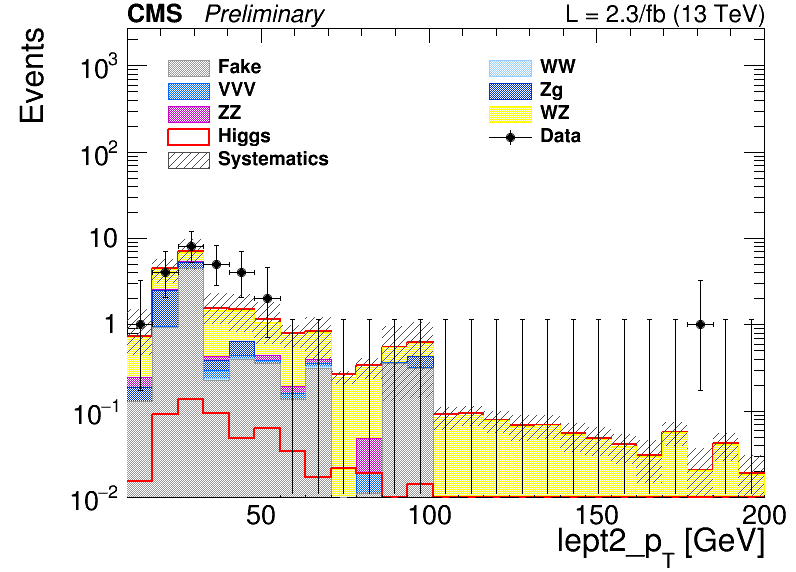 CMS Preliminary L = 2.3/fb (13 TeV)
Events
10³
10²
10
1
10⁻¹
10⁻²
Fake
VVV
ZZ
Higgs
Systematics
WW
Zg
WZ
Data
50 100 150 200
lept2_p_T [GeV]